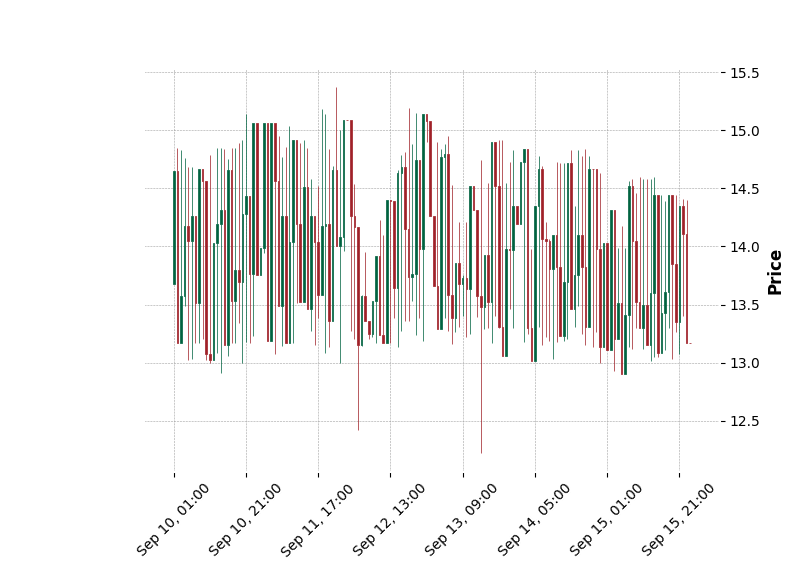 15.5
15.0
14.5
14.0
13.5
13.0
12.5
Price
Sep 10, 01:00
Sep 10, 21:00
Sep 11, 17:00
Sep 12, 13:00
Sep 13, 09:00
Sep 14, 05:00
Sep 15, 01:00
Sep 15, 21:00